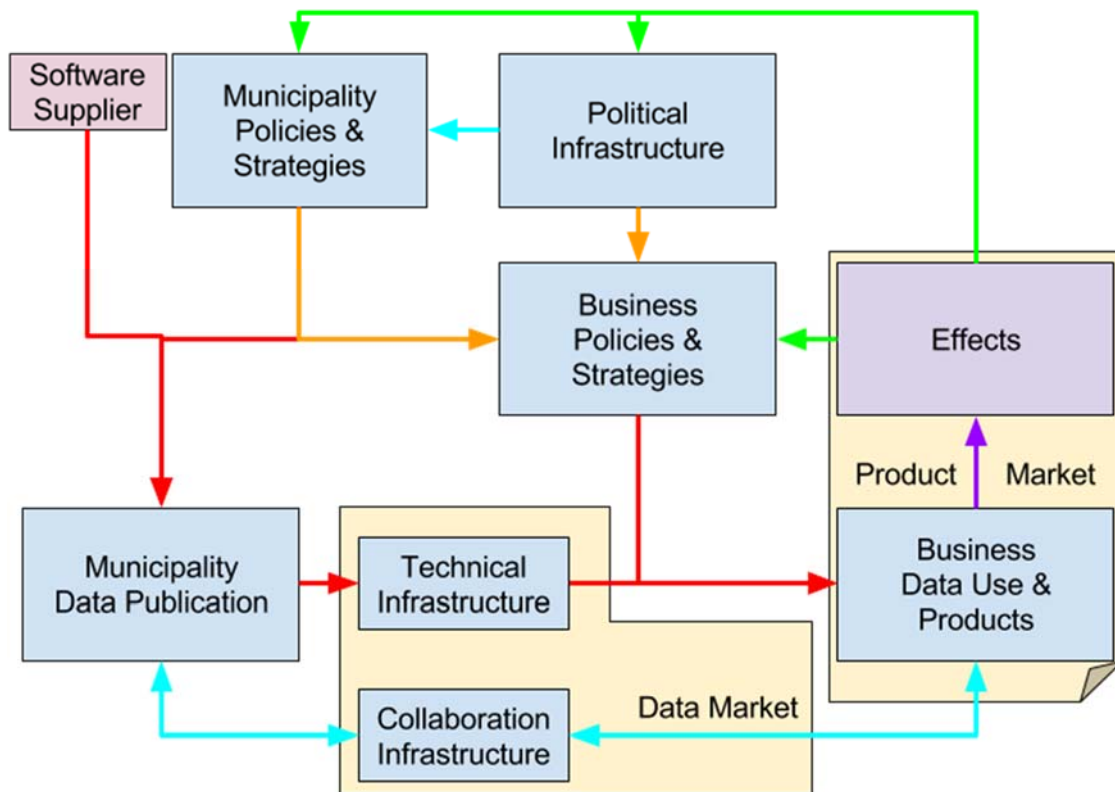 Software
Supplier
Municipality
Policies &
Strategies
Political
Infrastructure
Business
Policies &
Strategies
Effects
Product Market
Municipality
Data Publication
Technical
Infrastructure
Business
Data Use &
Products
Collaboration
Infrastructure
Data Market